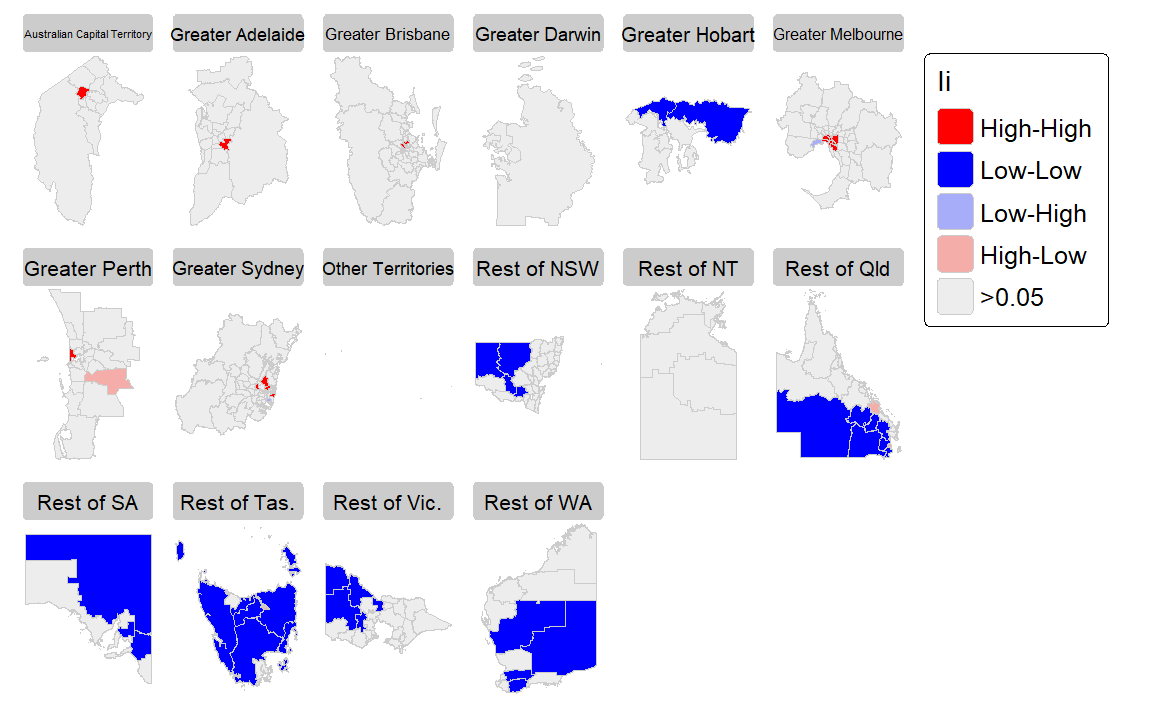 Australian Capital Territory
Greater Adelaide
Greater Brisbane
Greater Darwin
Greater Hobart
Greater Melbourne
Ii
High-High
Low-Low
Low-High
High-Low
>0.05
Greater Perth
Greater Sydney
Other Territories
Rest of NSW
Rest of NT
Rest of Qld
Rest of SA
Rest of Tas.
Rest of Vic.
Rest of WA